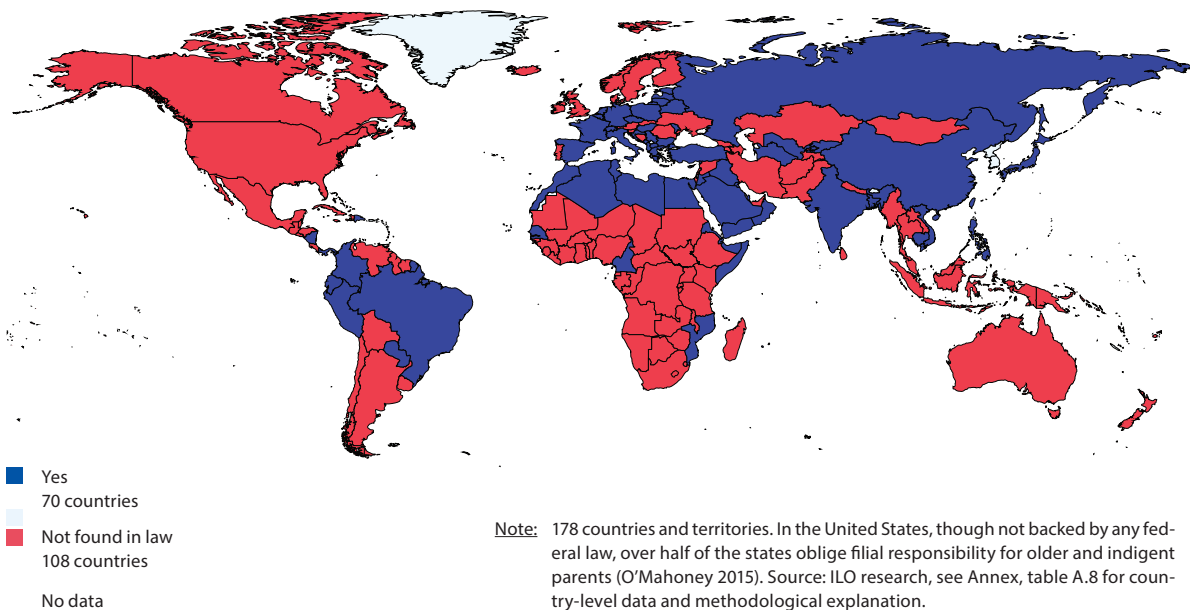 Yes
70 countries
Not found in law
108 countries
No data
Note: 178 countries and territories. In the United States, though not backed by any fed-
eral law, over half of the states oblige filial responsibility for older and indigent
parents (O’Mahoney 2015). Source: ILO research, see Annex, table A.8 for coun-
try-level data and methodological explanation.